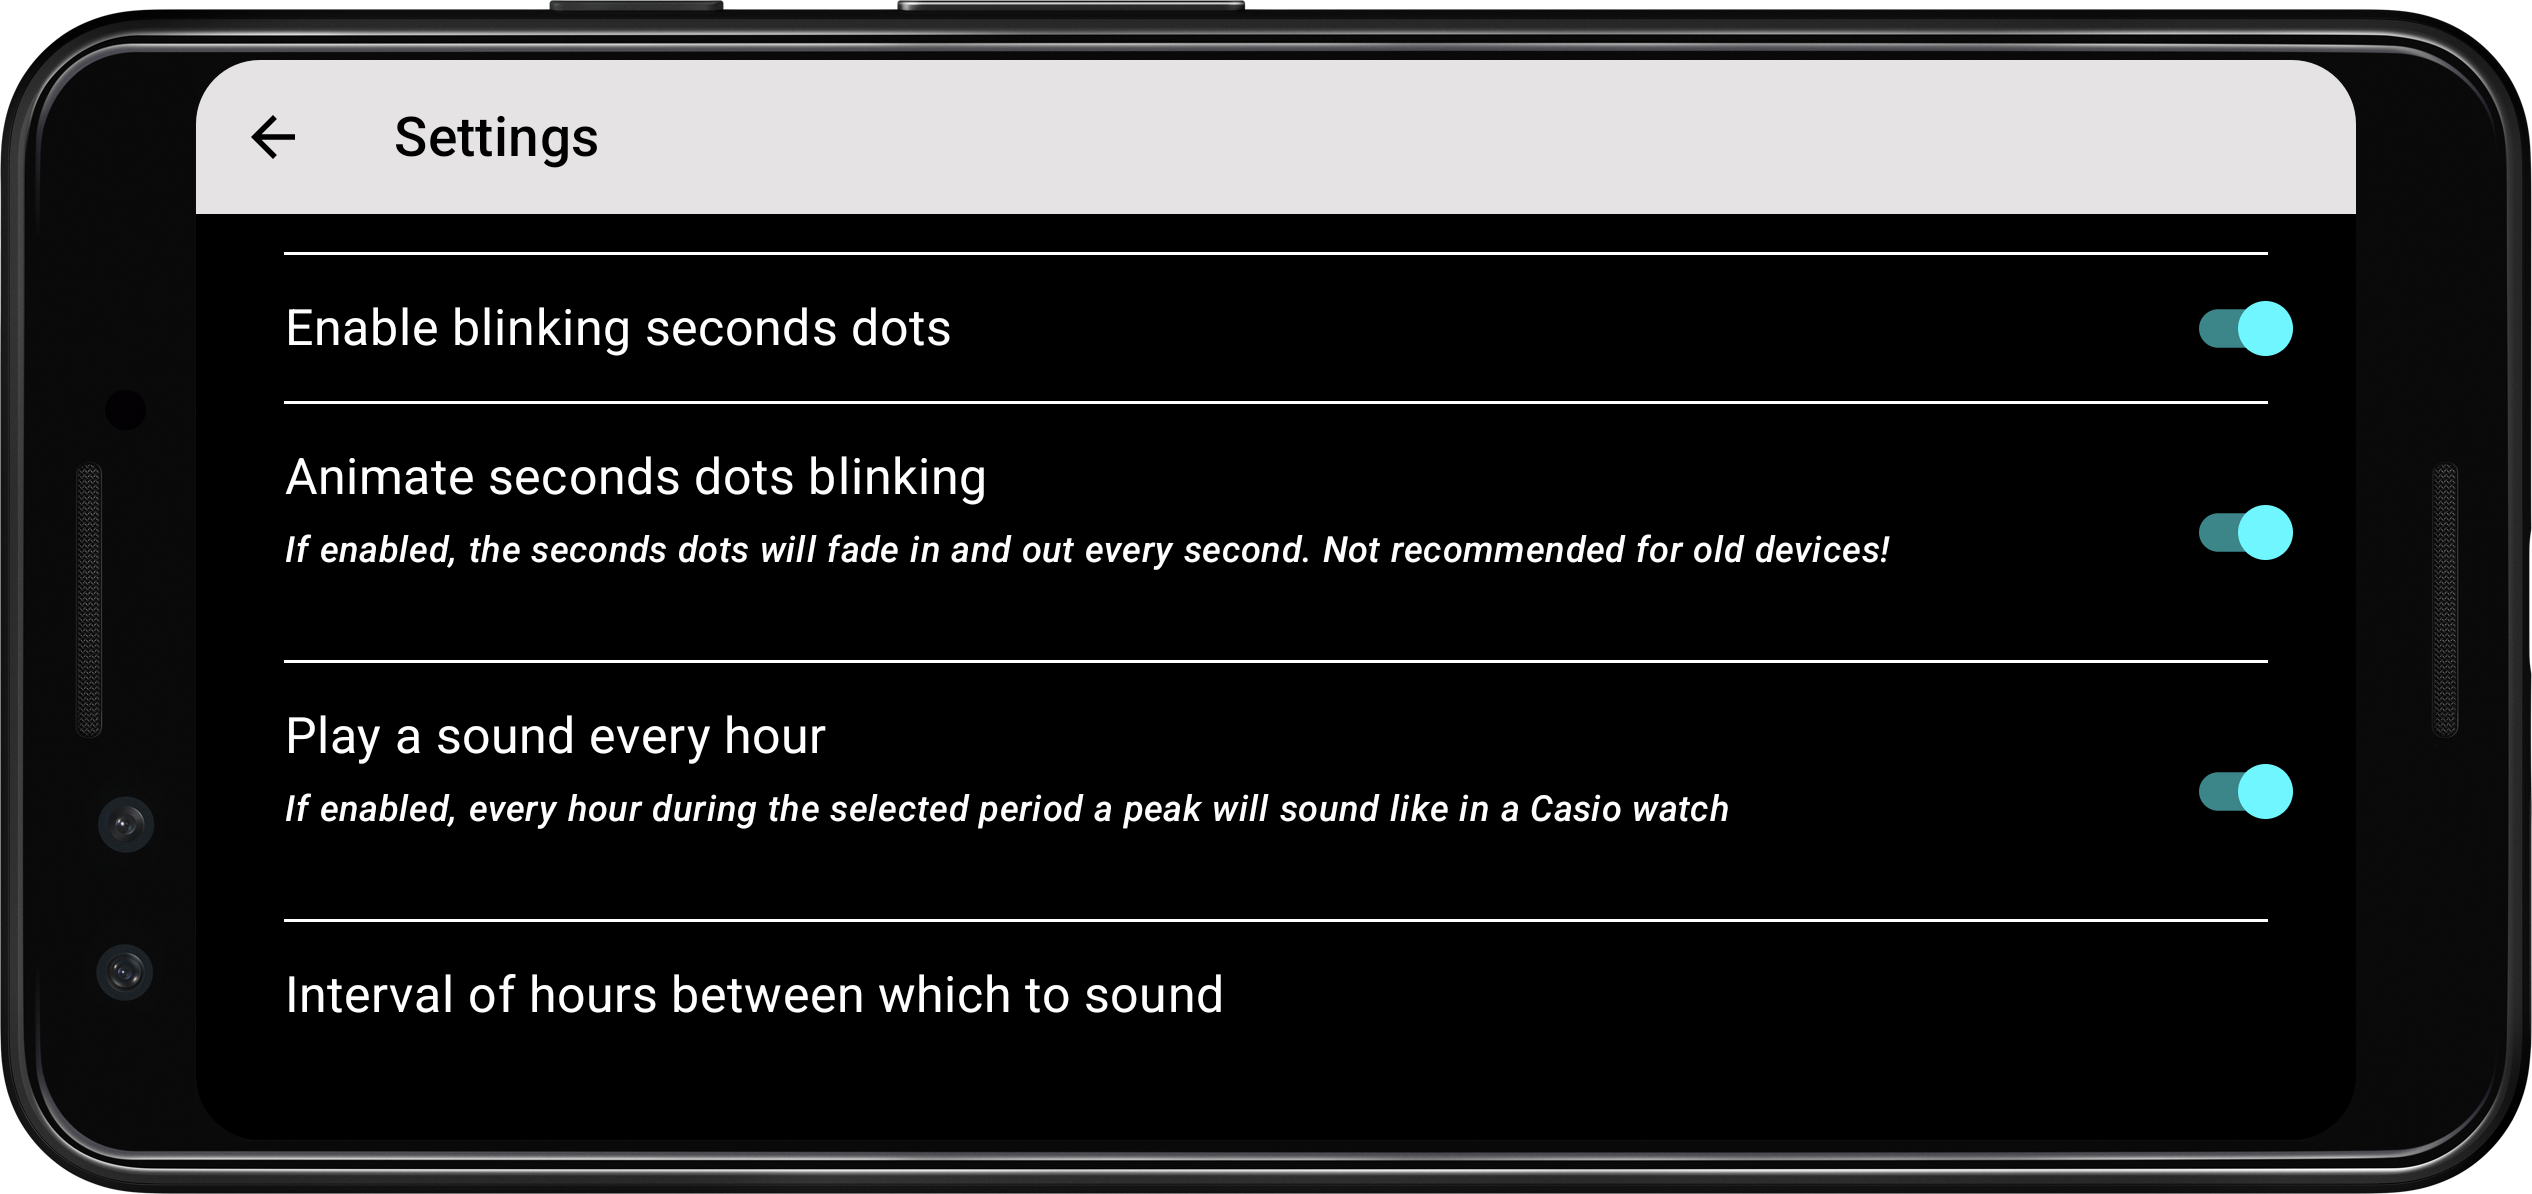 Settings
Enable blinking seconds dots
Animate seconds dots blinking
If enabled, the seconds dots will fade in and out every second. Not recommended for old devices!
Play a sound every hour
If enabled, every hour during the selected period a peak will sound like in a Casio watch
Interval of hours between which to sound